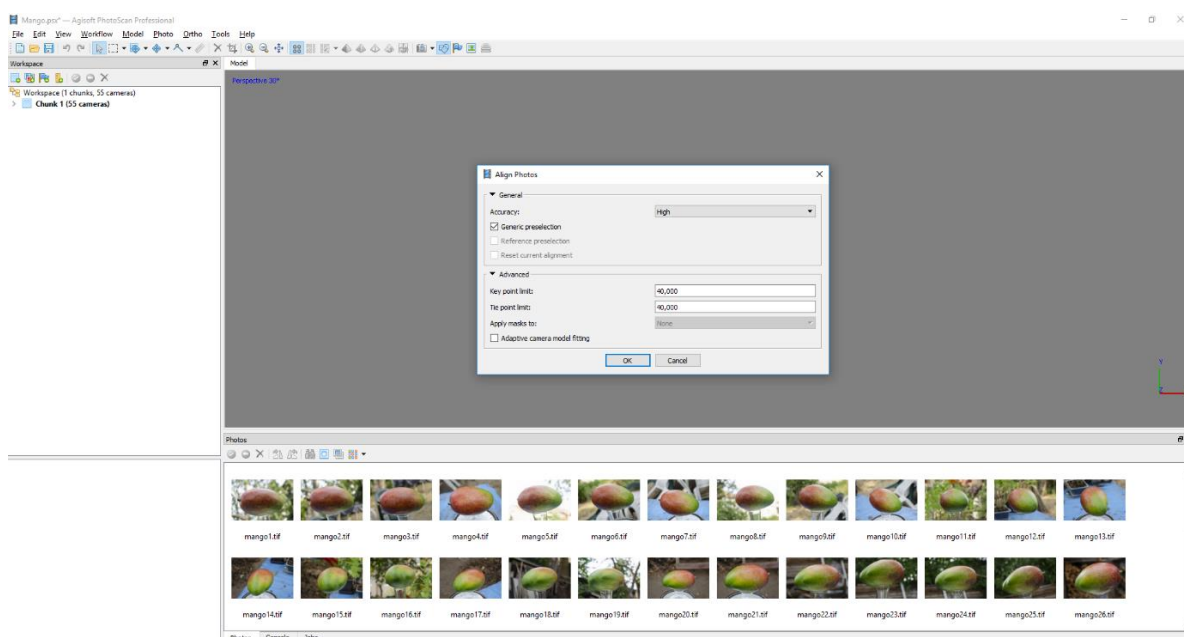 Mango.psx* — Agisoft PhotoScan Professional
File Edit View Workflow Model Photo Ortho Tools Help
Workspace
Model
Workspace (1 chunks, 55 cameras)
Chunk 1 (55 cameras)
Perspective 30°
Align Photos
General
Accuracy: High
Generic preselection
Reference preselection
Reset current alignment
Advanced
Key point limit: 40,000
Tie point limit: 40,000
Apply masks to: None
Adaptive camera model fitting
OK Cancel
Y
Z
Photos
mango1.tif mango2.tif mango3.tif mango4.tif mango5.tif mango6.tif mango7.tif mango8.tif mango9.tif mango10.tif mango11.tif mango12.tif mango13.tif
mango14.tif mango15.tif mango16.tif mango17.tif mango18.tif mango19.tif mango20.tif mango21.tif mango22.tif mango23.tif mango24.tif mango25.tif mango26.tif
Photos Console Jobs